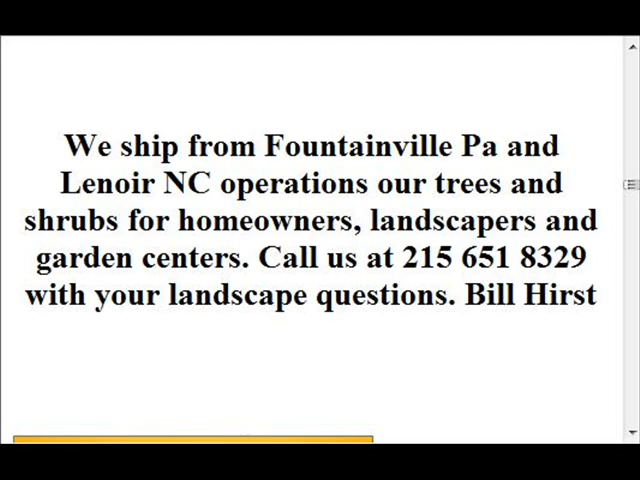 We ship from Fountainville Pa and
Lenoir NC operations our trees and
shrubs for homeowners, landscapers and
garden centers. Call us at 215 651 8329
with your landscape questions. Bill Hirst